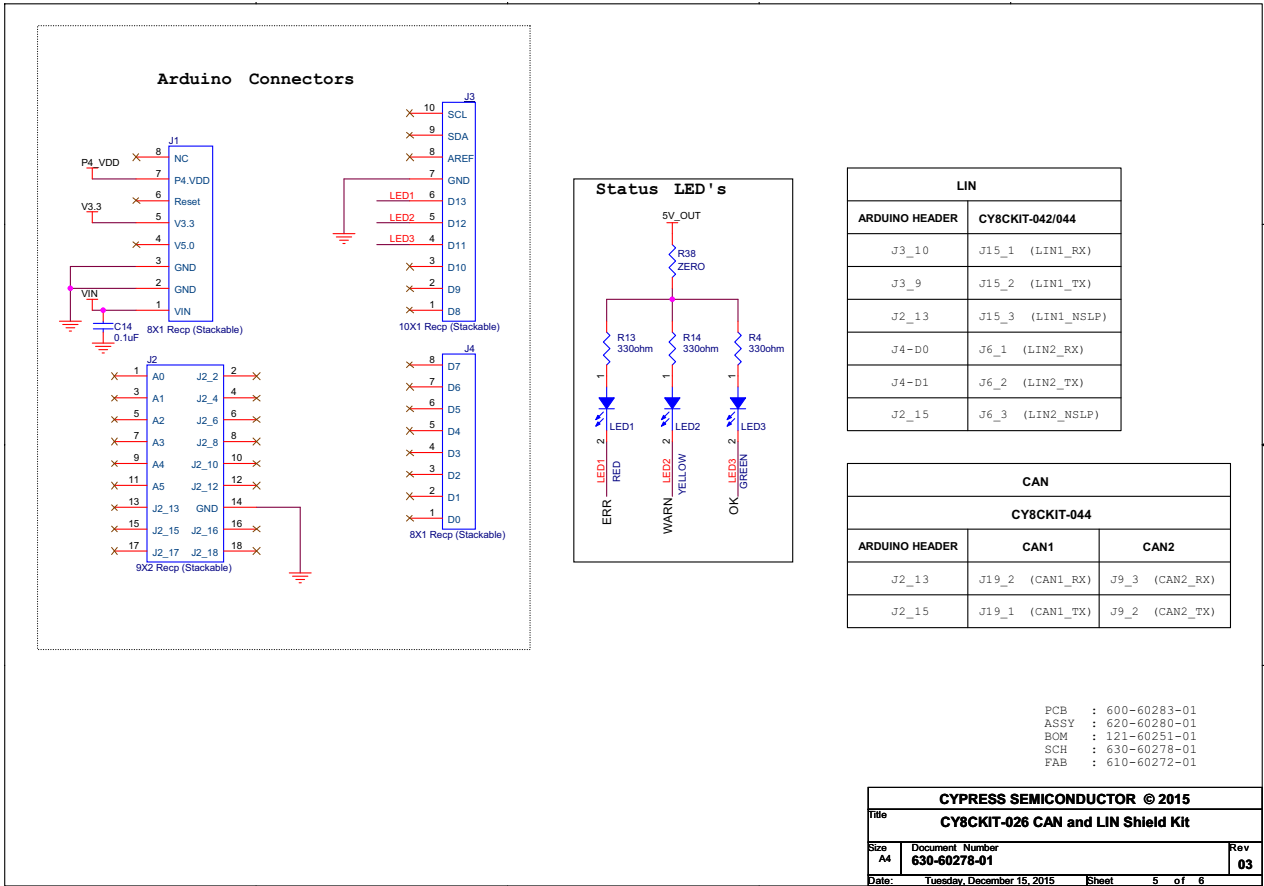 Arduino Connectors
J1
8 NC
P4_VDD
7 P4.VDD
6 Reset
V3.3
5 V3.3
4 V5.0
3 GND
2 GND
VIN
1 VIN
C14
0.1uF
8X1 Recp (Stackable)
J3
10 SCL
9 SDA
8 AREF
7 GND
LED1 6 D13
LED2 5 D12
LED3 4 D11
3 D10
2 D9
1 D8
10X1 Recp (Stackable)
J2
1 A0 J2_2 2
3 A1 J2_4 4
5 A2 J2_6 6
7 A3 J2_8 8
9 A4 J2_10 10
11 A5 J2_12 12
13 J2_13 GND 14
15 J2_15 J2_16 16
17 J2_17 J2_18 18
9X2 Recp (Stackable)
J4
8 D7
7 D6
6 D5
5 D4
4 D3
3 D2
2 D1
1 D0
8X1 Recp (Stackable)
Status LED's
5V_OUT
R38
ZERO
R13
330ohm
R14
330ohm
R4
330ohm
1 1 1
LED1 LED2 LED3
2 2 2
LED1
RED
LED2
YELLOW
LED3
GREEN
ERR
WARN
OK
LIN
ARDUINO HEADER CY8CKIT-042/044
J3_10 J15_1 (LIN1_RX)
J3_9 J15_2 (LIN1_TX)
J2_13 J15_3 (LIN1_NSLP)
J4-D0 J6_1 (LIN2_RX)
J4-D1 J6_2 (LIN2_TX)
J2_15 J6_3 (LIN2_NSLP)
CAN
CY8CKIT-044
ARDUINO HEADER CAN1 CAN2
J2_13 J19_2 (CAN1_RX) J9_3 (CAN2_RX)
J2_15 J19_1 (CAN1_TX) J9_2 (CAN2_TX)
PCB : 600-60283-01
ASSY : 620-60280-01
BOM : 121-60251-01
SCH : 630-60278-01
FAB : 610-60272-01
CYPRESS SEMICONDUCTOR © 2015
Title
CY8CKIT-026 CAN and LIN Shield Kit
Size Document Number Rev
A4 630-60278-01 03
Date: Tuesday, December 15, 2015 Sheet 5 of 6